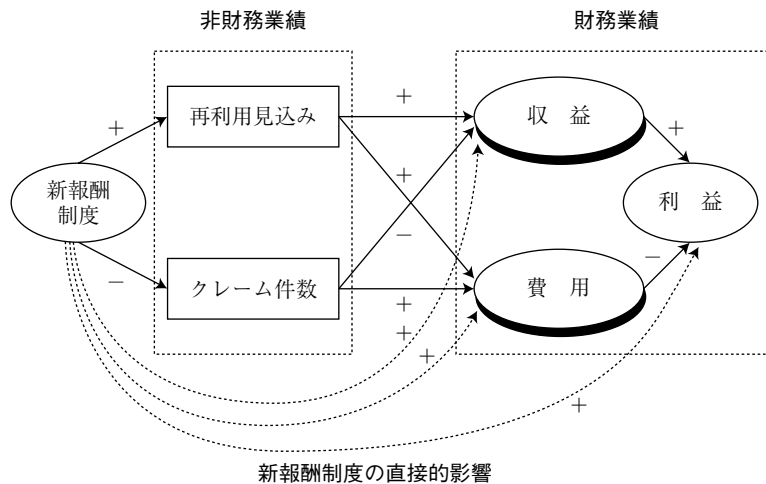 非財務業績
財務業績
＋
再利用見込み
＋
収　益
＋
新報酬
制度
＋
－
利　益
－
クレーム件数
＋
＋
＋
費　用
－
＋
新報酬制度の直接的影響